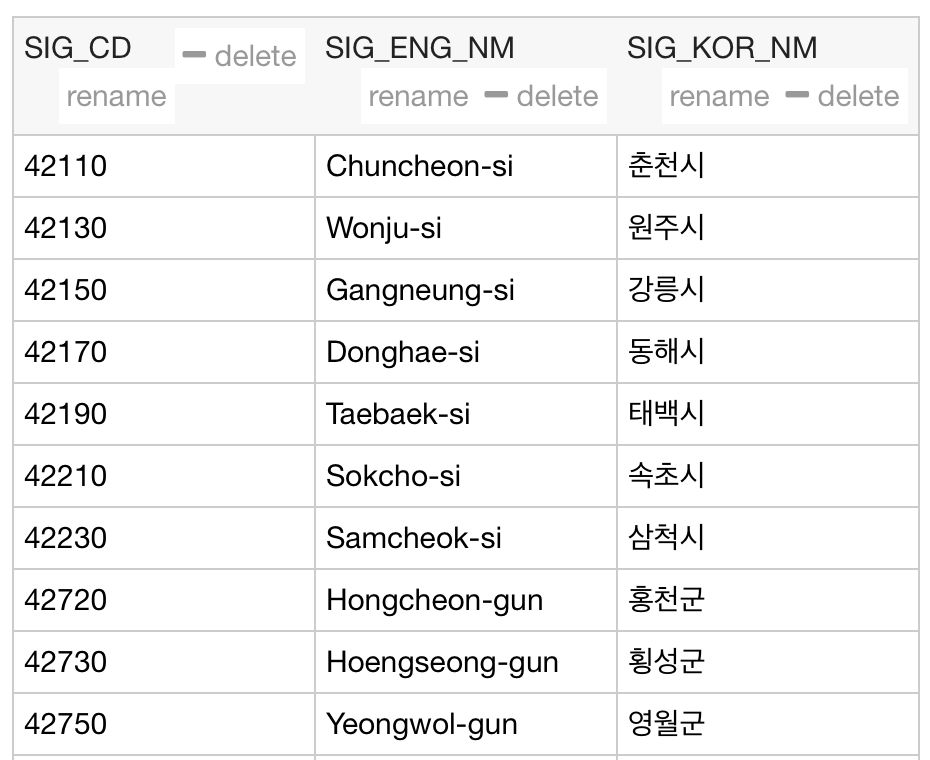 SIG_CD SIG_ENG_NM SIG_KOR_NM
rename delete rename delete rename delete
42110 Chuncheon-si 춘천시
42130 Wonju-si 원주시
42150 Gangneung-si 강릉시
42170 Donghae-si 동해시
42190 Taebaek-si 태백시
42210 Sokcho-si 속초시
42230 Samcheok-si 삼척시
42720 Hongcheon-gun 홍천군
42730 Hoengseong-gun 횡성군
42750 Yeongwol-gun 영월군